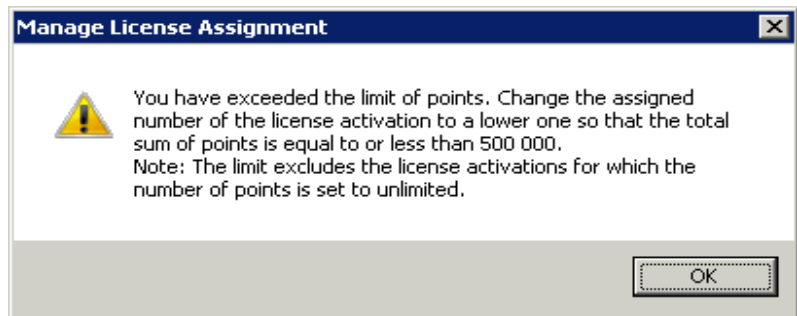 Manage License Assignment
You have exceeded the limit of points. Change the assigned
number of the license activation to a lower one so that the total
sum of points is equal to or less than 500 000.
Note: The limit excludes the license activations for which the
number of points is set to unlimited.
OK